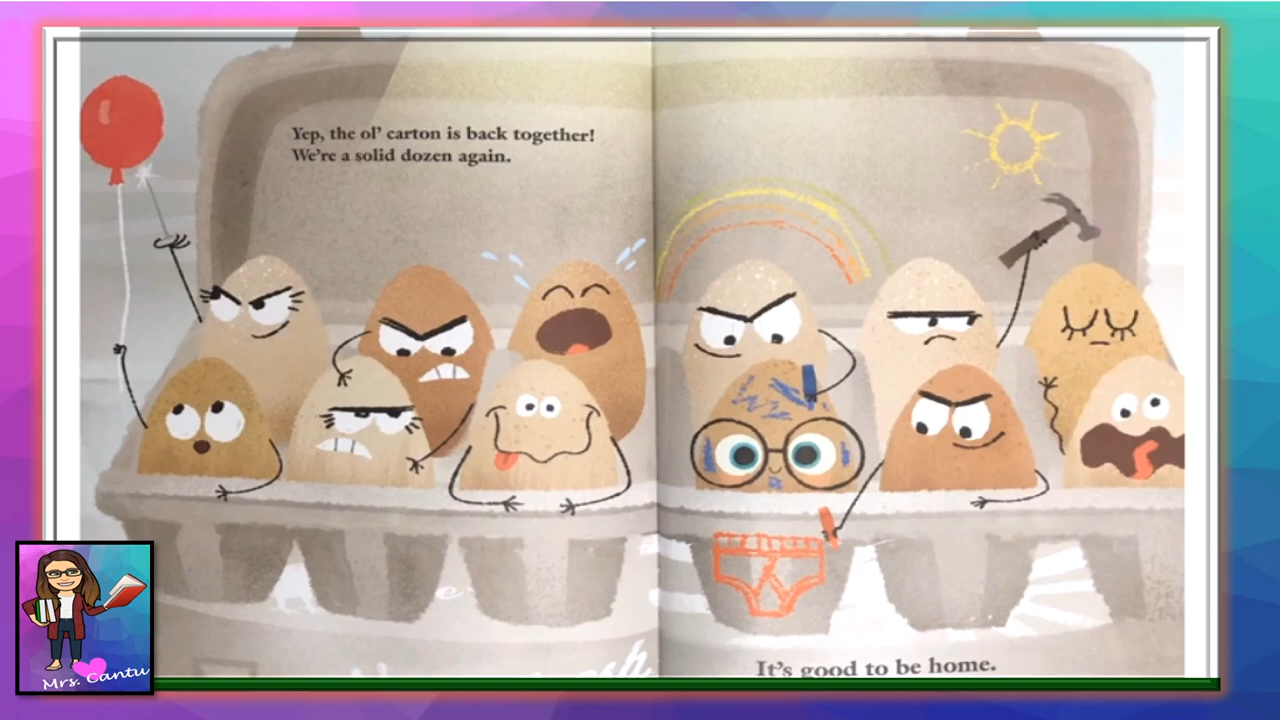 Yep, the ol' carton is back together!
We're a solid dozen again.
It's good to be home.
Mrs. Cantu